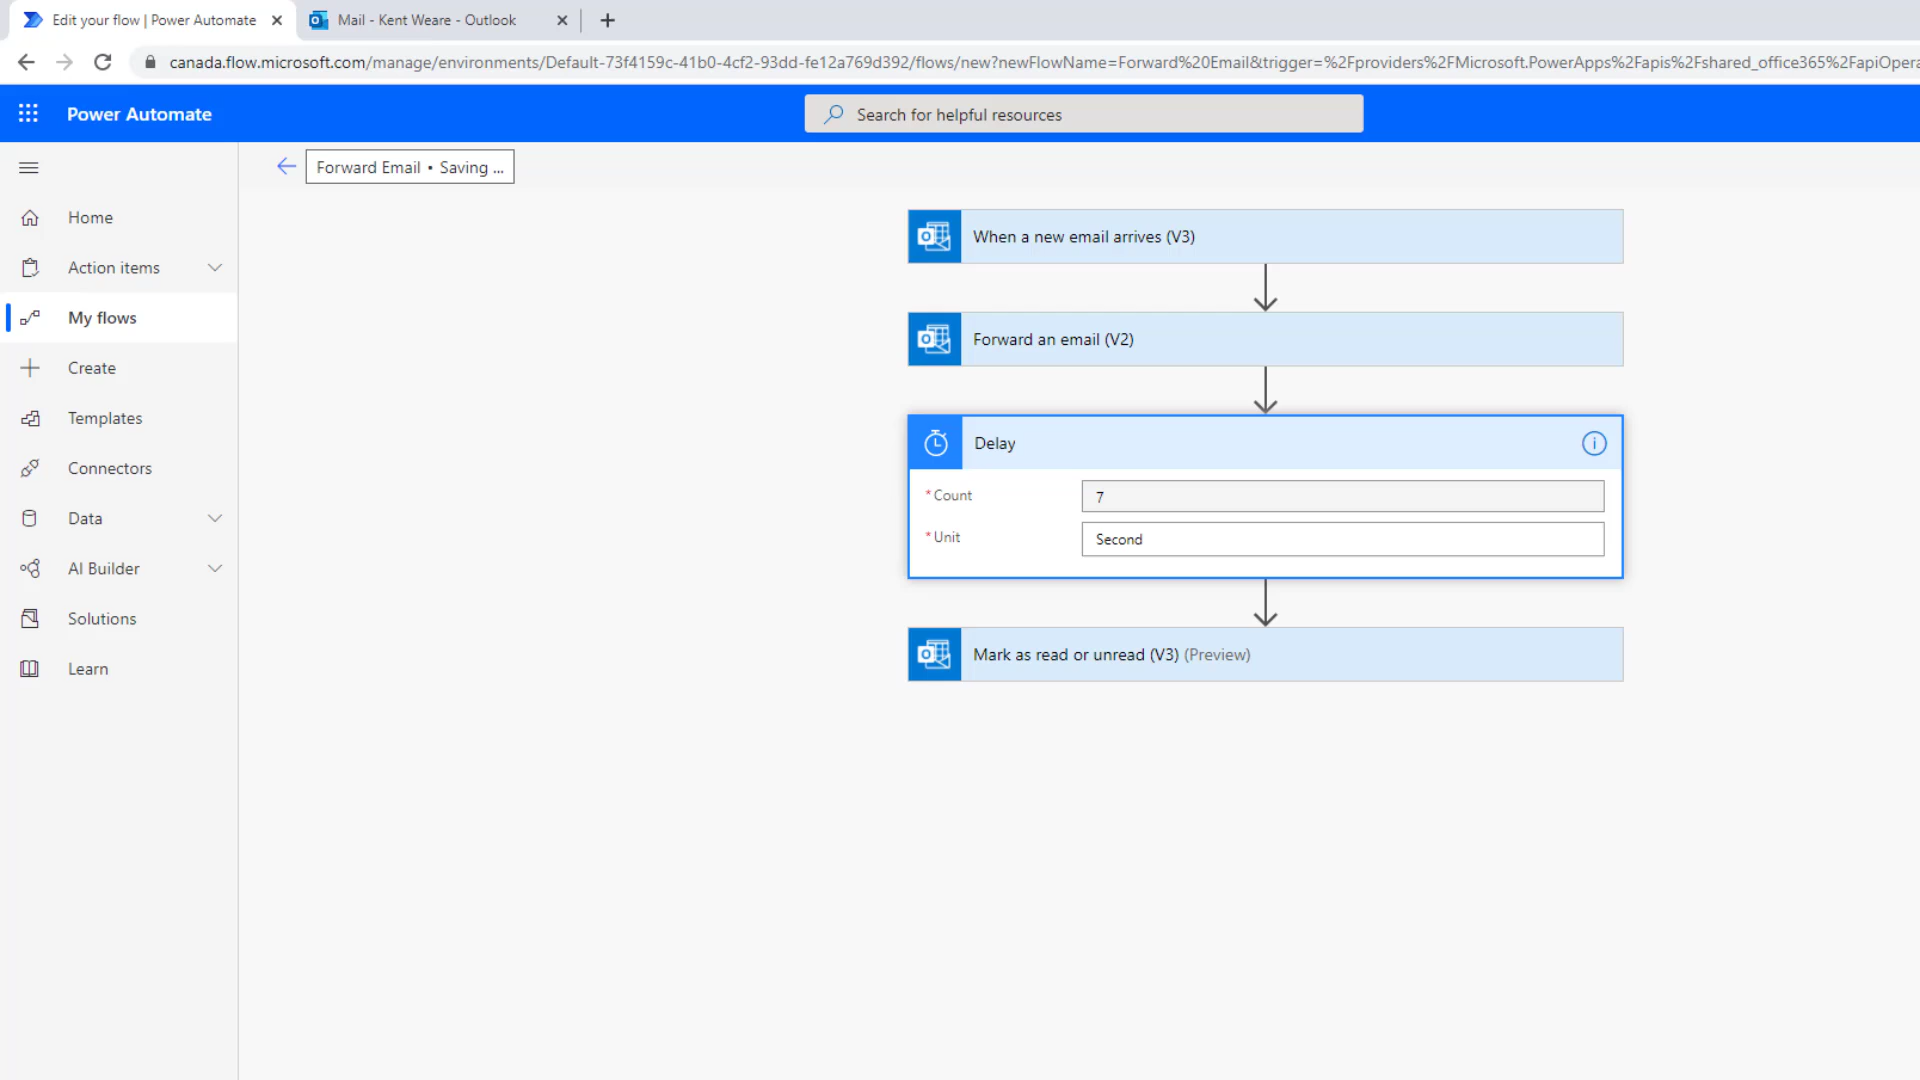 Edit your flow | Power Automate
Mail - Kent Weare - Outlook
canada.flow.microsoft.com/manage/environments/Default-73f4159c-41b0-4cf2-93dd-fe12a769d392/flows/new?newFlowName=Forward%20Email&trigger=%2Fproviders%2FMicrosoft.PowerApps%2Fapis%2Fshared_office365%2FapiOpera
Power Automate
Search for helpful resources
Forward Email • Saving ...
Home
Action items
My flows
Create
Templates
Connectors
Data
AI Builder
Solutions
Learn
When a new email arrives (V3)
Forward an email (V2)
Delay
*Count
7
*Unit
Second
Mark as read or unread (V3) (Preview)